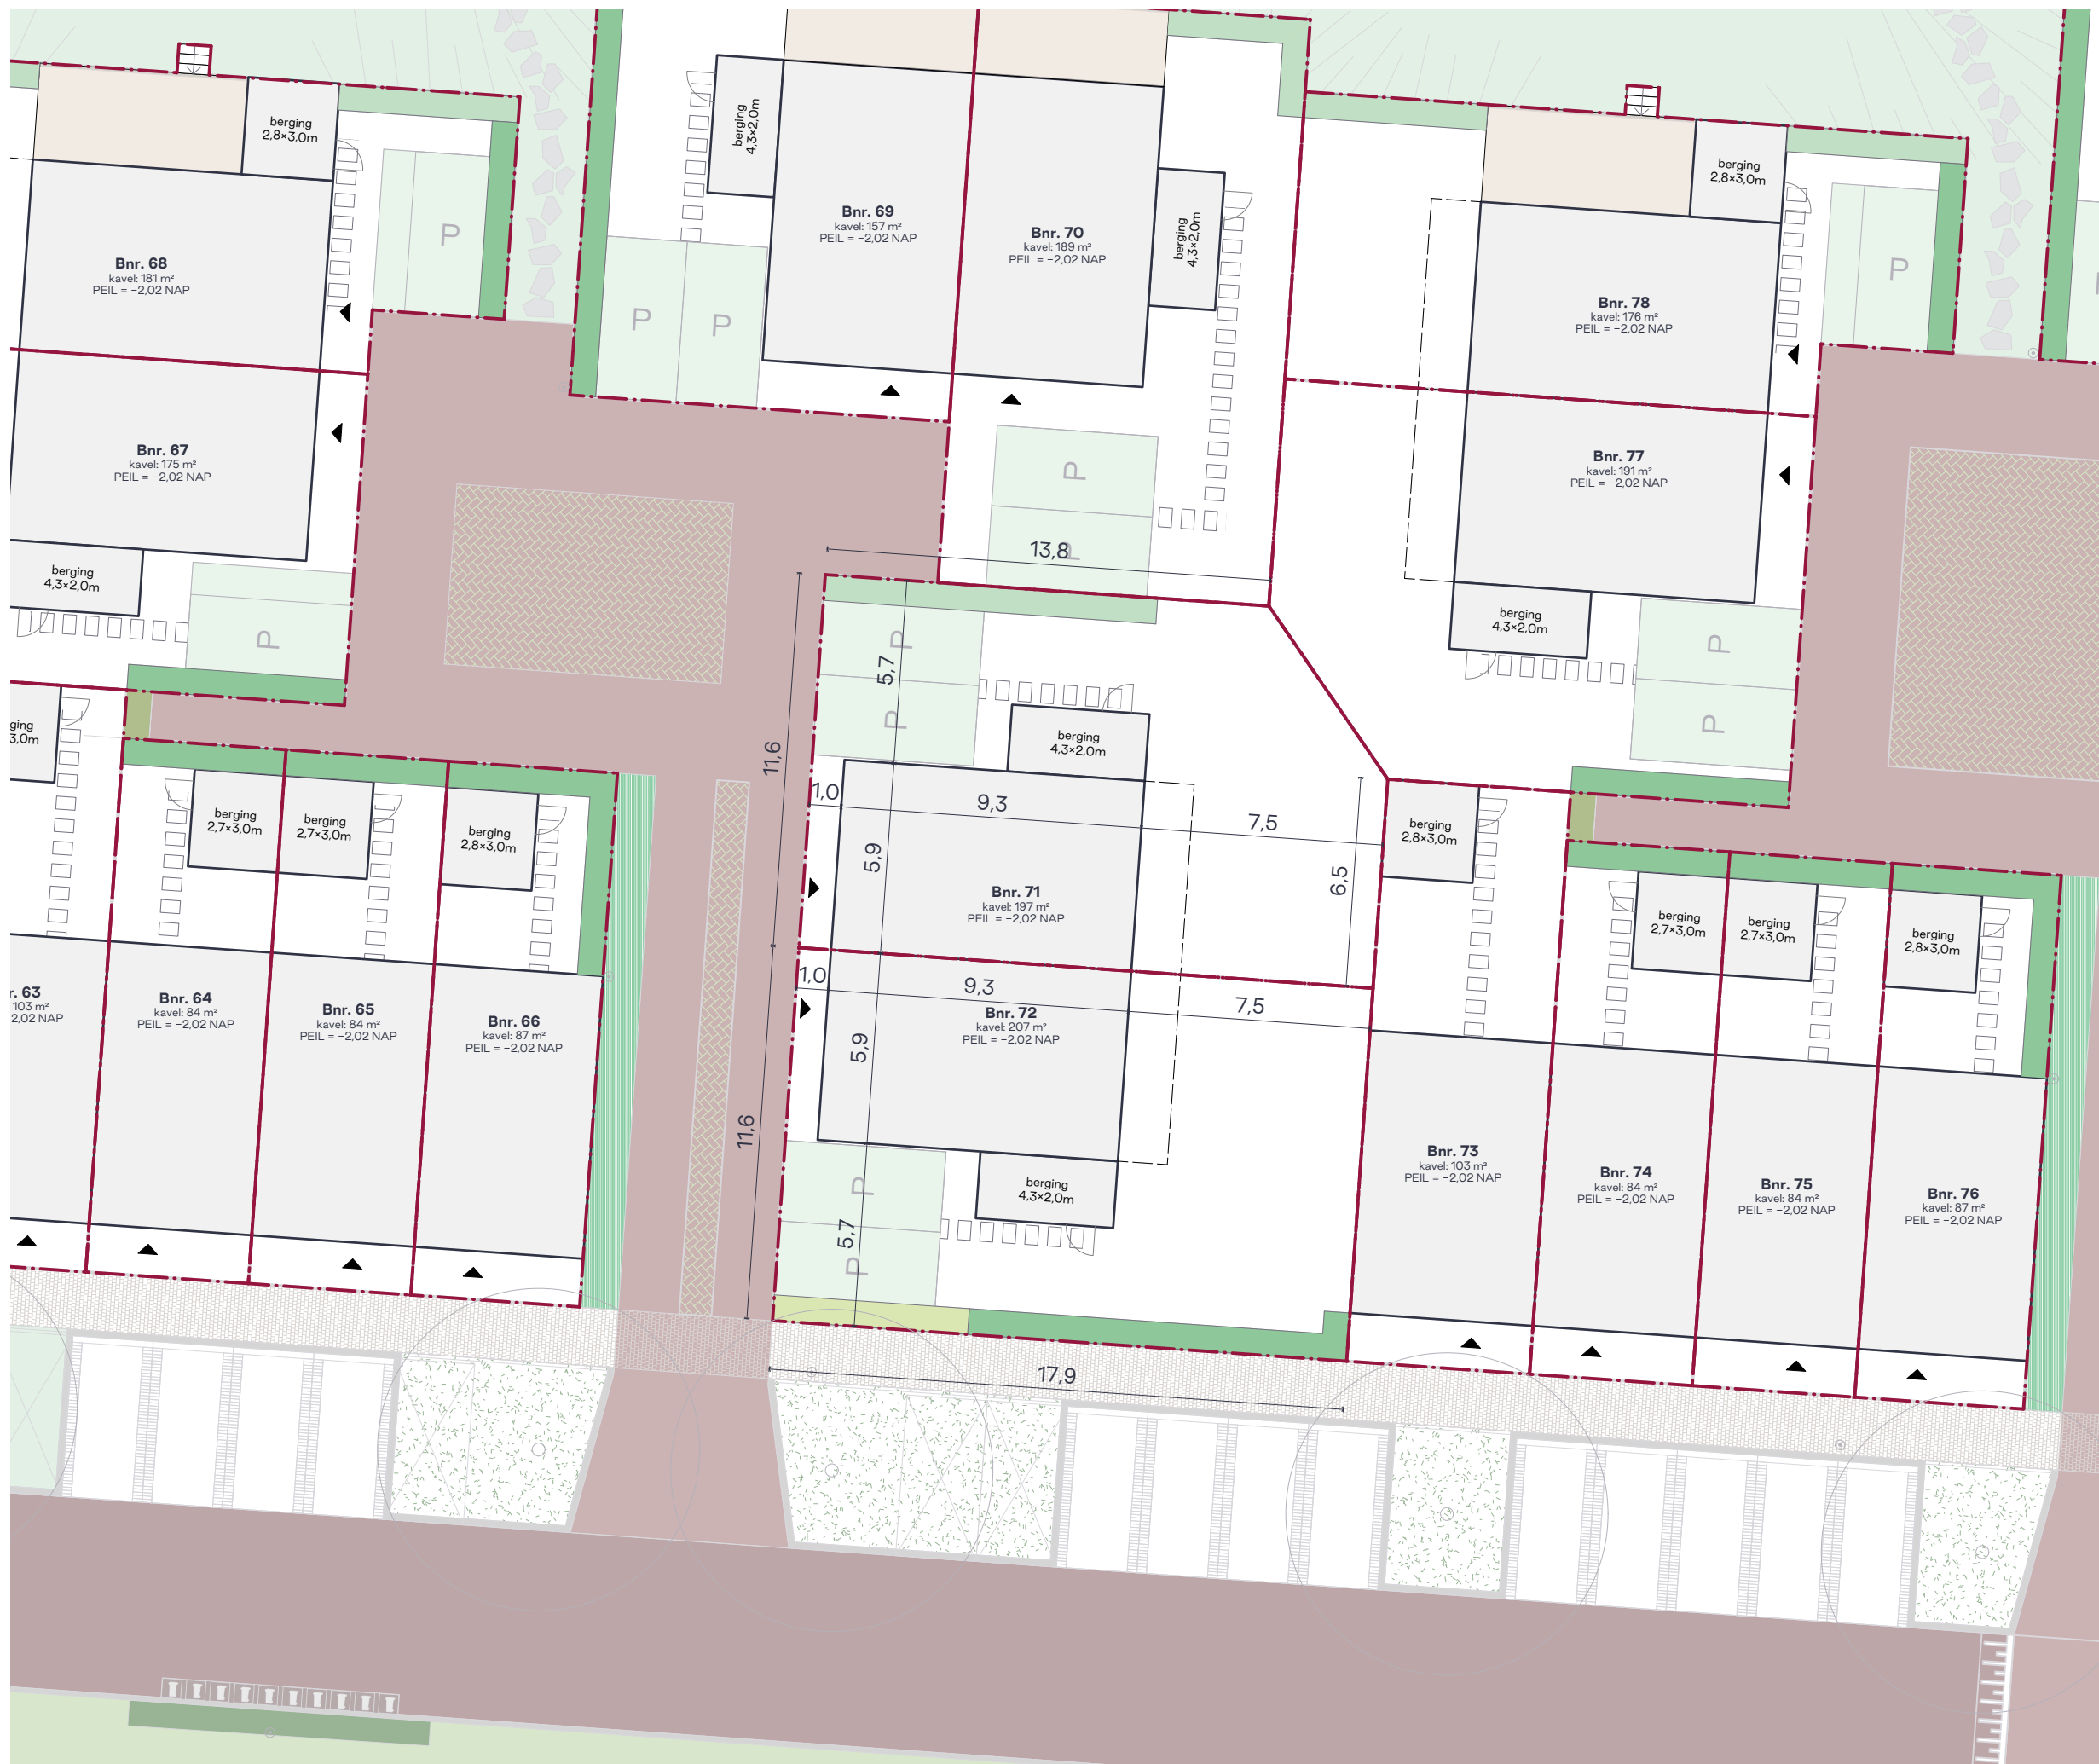 berging
2,8×3,0m
Bnr. 68
kavel: 181 m²
PEIL = −2,02 NAP
P
Bnr. 67
kavel: 175 m²
PEIL = −2,02 NAP
berging
4,3×2,0m
P
berging
4,3×2,0m
Bnr. 69
kavel: 157 m²
PEIL = −2,02 NAP
P
P
Bnr. 70
kavel: 189 m²
PEIL = −2,02 NAP
berging
4,3×2,0m
P
P
13,8
berging
2,8×3,0m
Bnr. 78
kavel: 176 m²
PEIL = −2,02 NAP
P
Bnr. 77
kavel: 191 m²
PEIL = −2,02 NAP
berging
4,3×2,0m
P
P
ging
3,0m
berging
2,7×3,0m
berging
2,7×3,0m
berging
2,8×3,0m
r. 63
103 m²
2,02 NAP
Bnr. 64
kavel: 84 m²
PEIL = −2,02 NAP
Bnr. 65
kavel: 84 m²
PEIL = −2,02 NAP
Bnr. 66
kavel: 87 m²
PEIL = −2,02 NAP
P
5,7
P
berging
4,3×2,0m
11,6
1,0
9,3
7,5
5,9
6,5
Bnr. 71
kavel: 197 m²
PEIL = −2,02 NAP
1,0
9,3
7,5
Bnr. 72
kavel: 207 m²
PEIL = −2,02 NAP
5,9
11,6
P
5,7
P
berging
4,3×2,0m
17,9
berging
2,8×3,0m
berging
2,7×3,0m
berging
2,7×3,0m
berging
2,8×3,0m
Bnr. 73
kavel: 103 m²
PEIL = −2,02 NAP
Bnr. 74
kavel: 84 m²
PEIL = −2,02 NAP
Bnr. 75
kavel: 84 m²
PEIL = −2,02 NAP
Bnr. 76
kavel: 87 m²
PEIL = −2,02 NAP